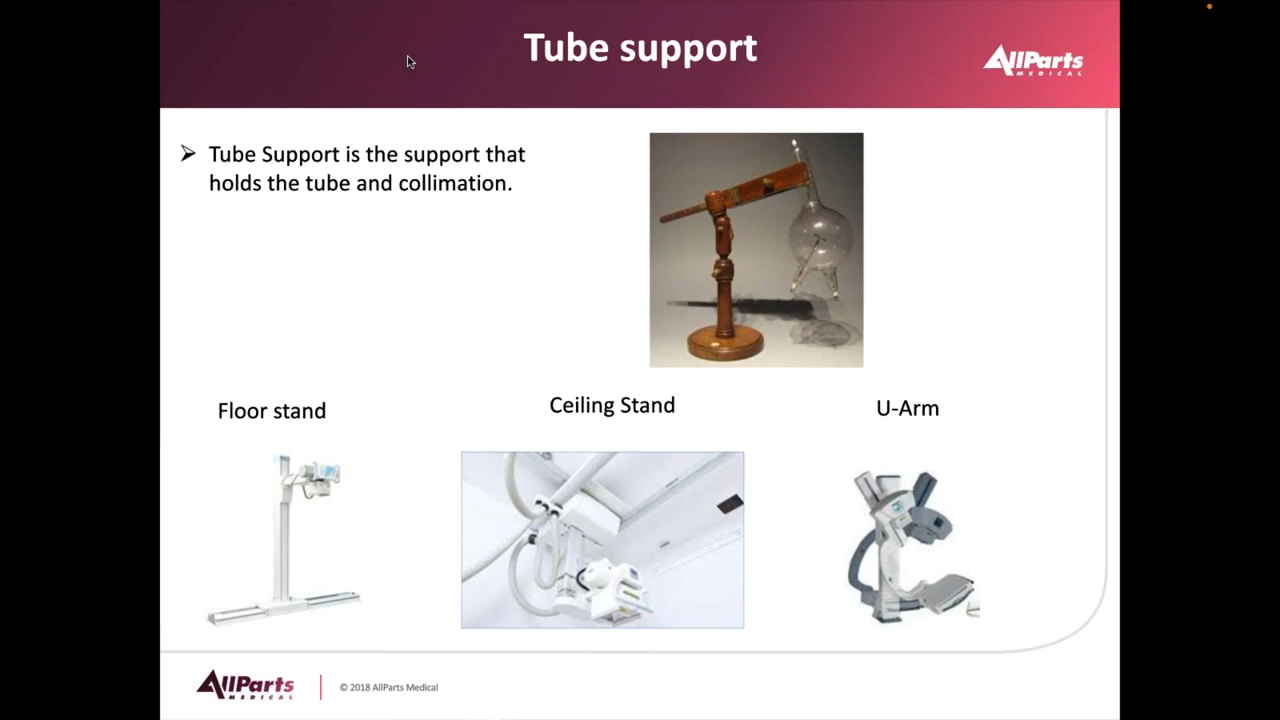 Tube support
AllParts
MEDICAL
Tube Support is the support that
holds the tube and collimation.
Floor stand
Ceiling Stand
U-Arm
AllParts
MEDICAL
© 2018 AllParts Medical